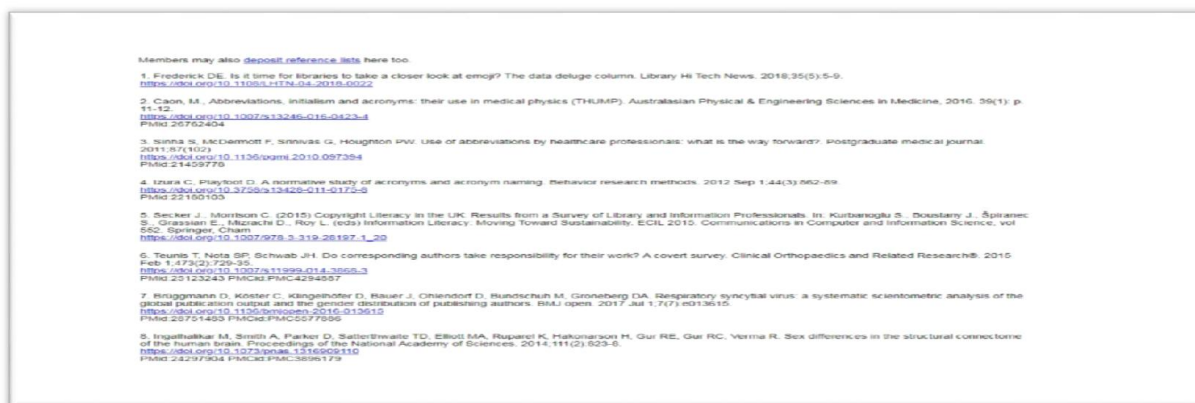 Members may also deposit reference lists here too.
1. Frederick DE. Is it time for libraries to take a closer look at emoji? The data deluge column. Library Hi Tech News. 2018;35(5):5-9.
https://doi.org/10.1108/LHTN-04-2018-0022
2. Caon, M., Abbreviations, initialism and acronyms: their use in medical physics (THUMP). Australasian Physical & Engineering Sciences in Medicine, 2016. 39(1): p.
11-12.
https://doi.org/10.1007/s13246-016-0423-4
PMid:26762404
3. Sinha S, McDermott F, Srinivas G, Houghton PW. Use of abbreviations by healthcare professionals: what is the way forward?. Postgraduate medical journal.
2011;87(102)
https://doi.org/10.1136/pgmj.2010.097394
PMid:21459778
4. Izura C, Playfoot D. A normative study of acronyms and acronym naming. Behavior research methods. 2012 Sep 1;44(3):862-89.
https://doi.org/10.3758/s13428-011-0175-8
PMid:22180103
5. Secker J., Morrison C. (2015) Copyright Literacy in the UK: Results from a Survey of Library and Information Professionals. In: Kurbanoglu S., Boustany J., Špiranec
S., Grassian E., Mizrachi D., Roy L. (eds) Information Literacy: Moving Toward Sustainability. ECIL 2015. Communications in Computer and Information Science, vol
552. Springer, Cham
https://doi.org/10.1007/978-3-319-28197-1_20
6. Teunis T, Nota SP, Schwab JH. Do corresponding authors take responsibility for their work? A covert survey. Clinical Orthopaedics and Related Research®. 2015
Feb 1;473(2):729-35.
https://doi.org/10.1007/s11999-014-3868-3
PMid:25123243 PMCid:PMC4294887
7. Brüggmann D, Köster C, Klingelhöfer D, Bauer J, Ohlendorf D, Bundschuh M, Groneberg DA. Respiratory syncytial virus: a systematic scientometric analysis of the
global publication output and the gender distribution of publishing authors. BMJ open. 2017 Jul 1;7(7):e013615.
https://doi.org/10.1136/bmjopen-2016-013615
PMid:28751483 PMCid:PMC5577886
8. Ingalhalikar M, Smith A, Parker D, Satterthwaite TD, Elliott MA, Ruparel K, Hakonarson H, Gur RE, Gur RC, Verma R. Sex differences in the structural connectome
of the human brain. Proceedings of the National Academy of Sciences. 2014;111(2):823-8.
https://doi.org/10.1073/pnas.1316909110
PMid:24297904 PMCid:PMC3896179